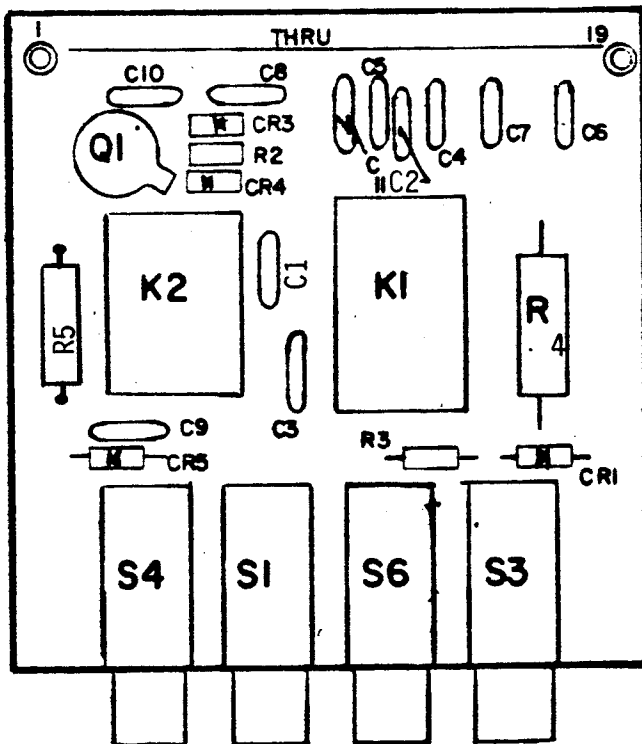 1 THRU 19
C10 C8 C5
CR3
Q1 R2 C C4 C7 C6
CR4 11C2
K2 C1 K1 R
4
R5
C9 C3 R3
CR5 CR1
S4 S1 S6 S3